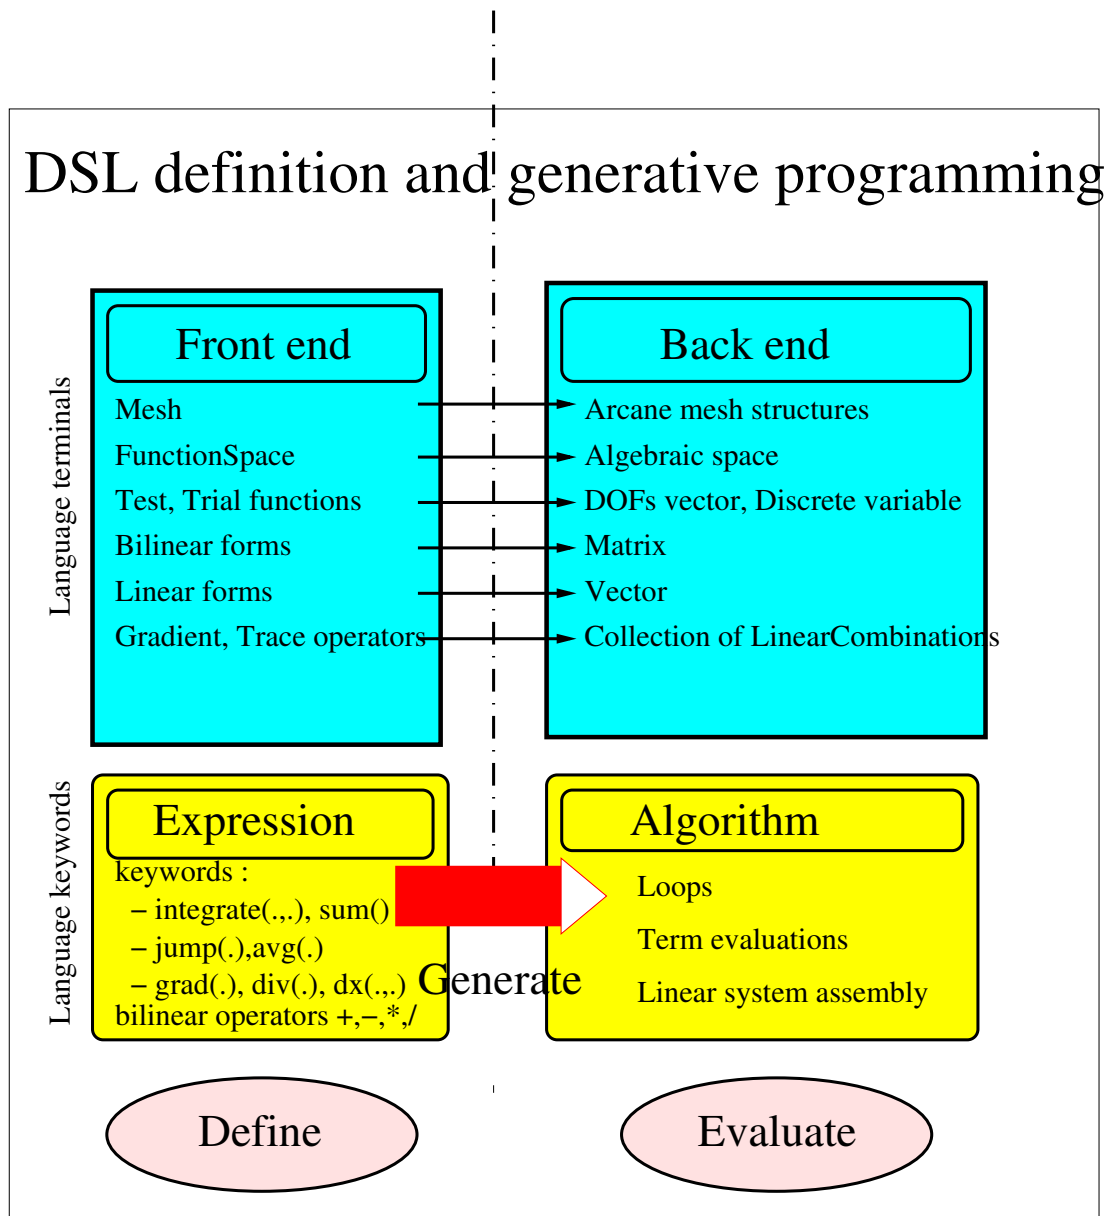 DSL definition and generative programming
Language terminals
Front end
Mesh
FunctionSpace
Test, Trial functions
Bilinear forms
Linear forms
Gradient, Trace operators
Back end
Arcane mesh structures
Algebraic space
DOFs vector, Discrete variable
Matrix
Vector
Collection of LinearCombinations
Language keywords
Expression
keywords :
− integrate(.,.), sum()
− jump(.),avg(.)
− grad(.), div(.), dx(.,.)
bilinear operators +,−,*,/
Generate
Algorithm
Loops
Term evaluations
Linear system assembly
Define
Evaluate